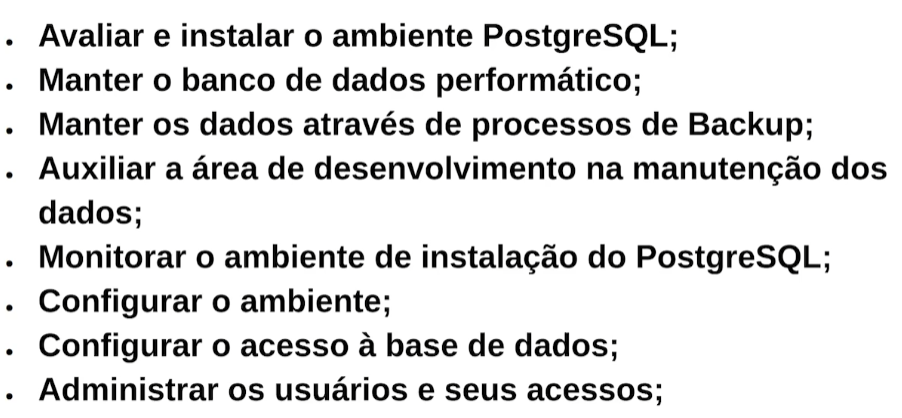 • Avaliar e instalar o ambiente PostgreSQL;
• Manter o banco de dados performático;
• Manter os dados através de processos de Backup;
• Auxiliar a área de desenvolvimento na manutenção dos
dados;
• Monitorar o ambiente de instalação do PostgreSQL;
• Configurar o ambiente;
• Configurar o acesso à base de dados;
• Administrar os usuários e seus acessos;